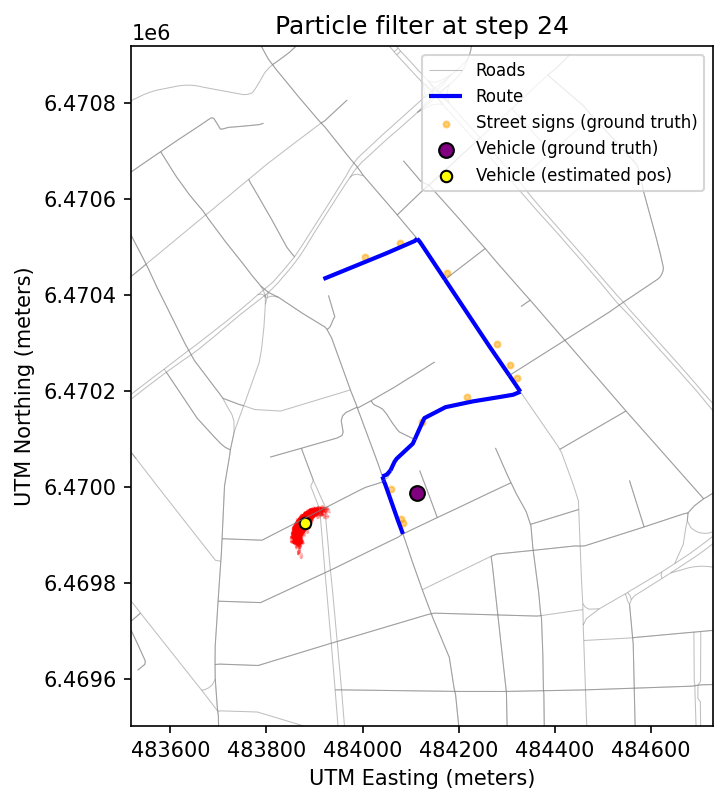 Particle filter at step 24
1e6
Roads
Route
Street signs (ground truth)
Vehicle (ground truth)
Vehicle (estimated pos)
6.4708
6.4706
6.4704
6.4702
6.4700
6.4698
6.4696
UTM Northing (meters)
483600 483800 484000 484200 484400 484600
UTM Easting (meters)